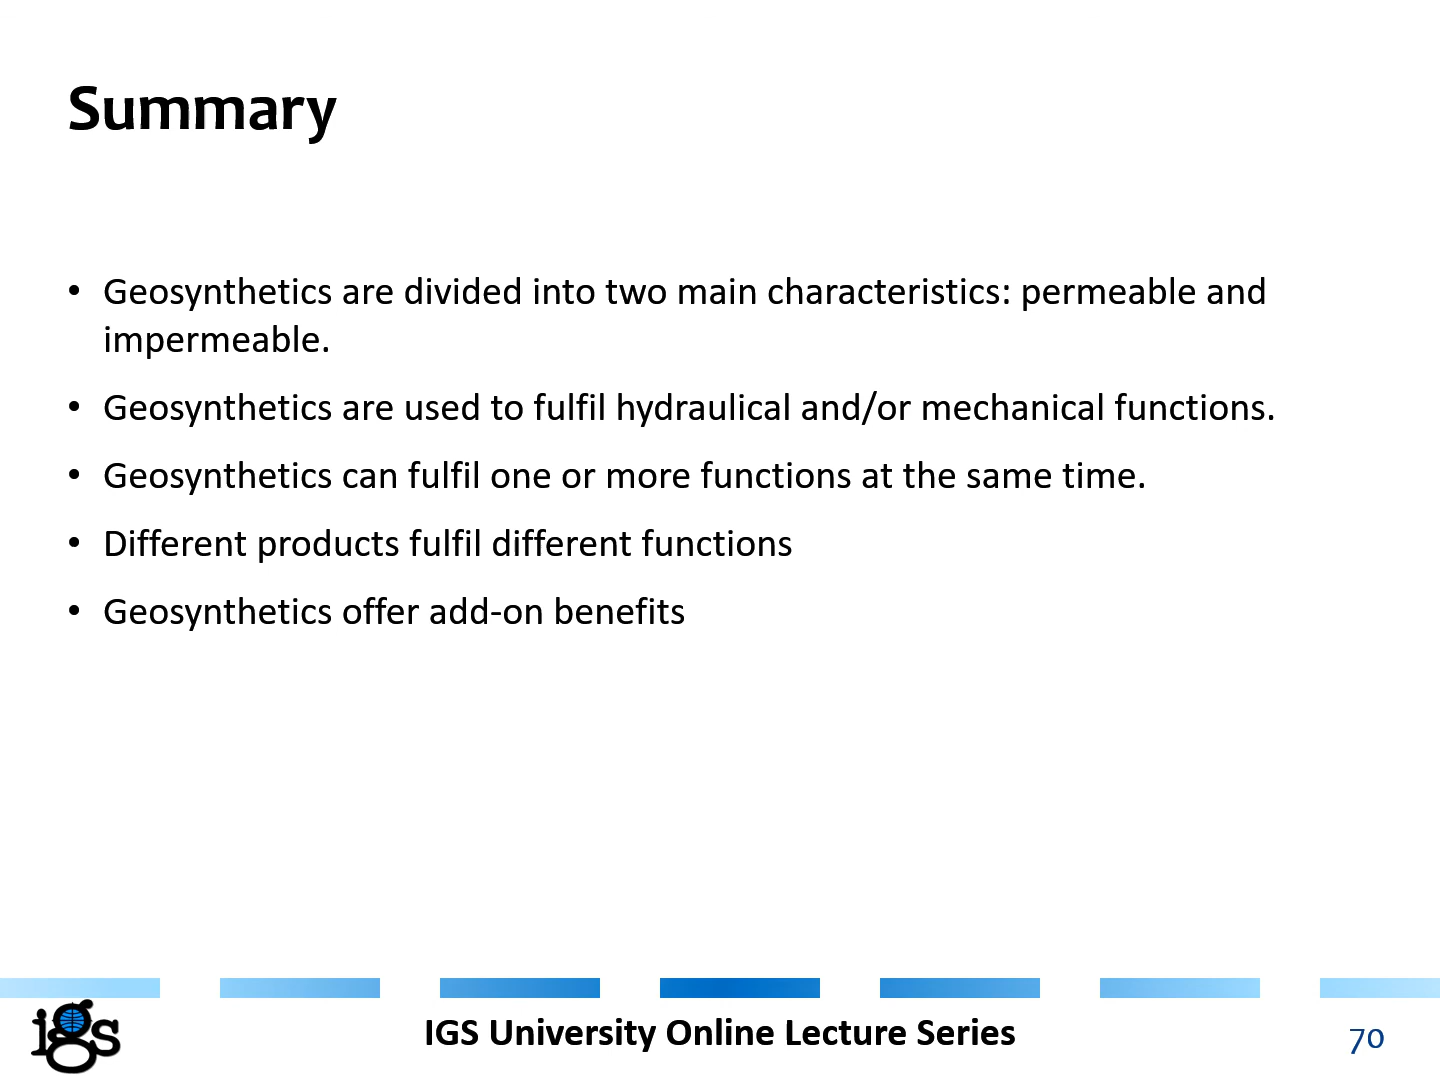 Summary
• Geosynthetics are divided into two main characteristics: permeable and
impermeable.
• Geosynthetics are used to fulfil hydraulical and/or mechanical functions.
• Geosynthetics can fulfil one or more functions at the same time.
• Different products fulfil different functions
• Geosynthetics offer add-on benefits
igs
IGS University Online Lecture Series
70